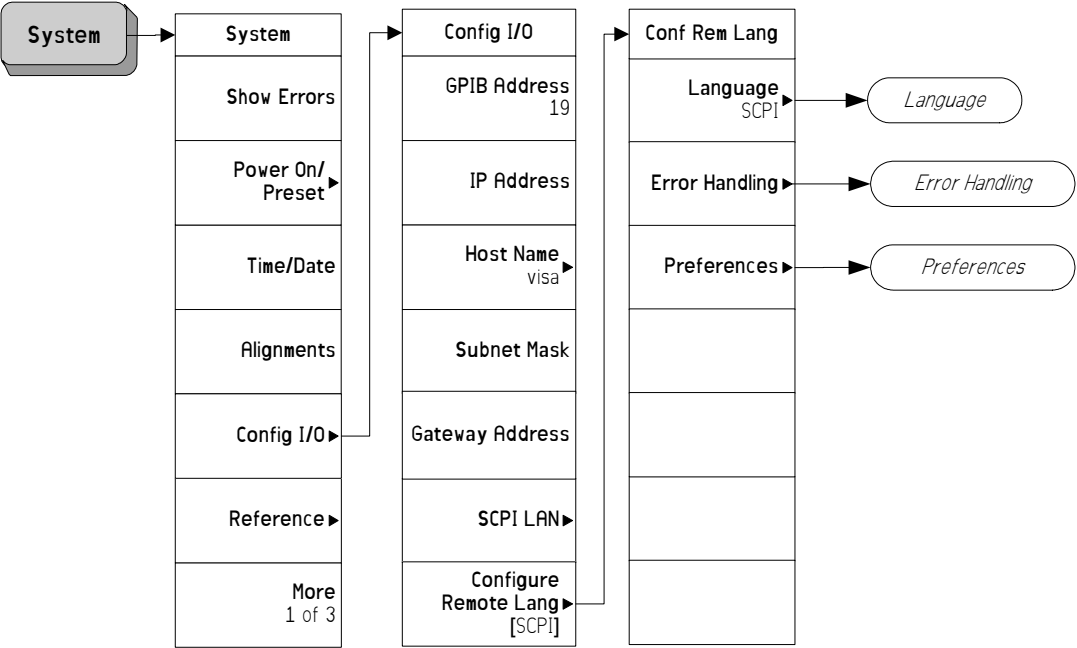 System
System
Show Errors
Power On/
Preset
Time/Date
Alignments
Config I/O
Reference
More
1 of 3
Config I/O
GPIB Address
19
IP Address
Host Name
visa
Subnet Mask
Gateway Address
SCPI LAN
Configure
Remote Lang
[SCPI]
Conf Rem Lang
Language
SCPI
Error Handling
Preferences
Language
Error Handling
Preferences